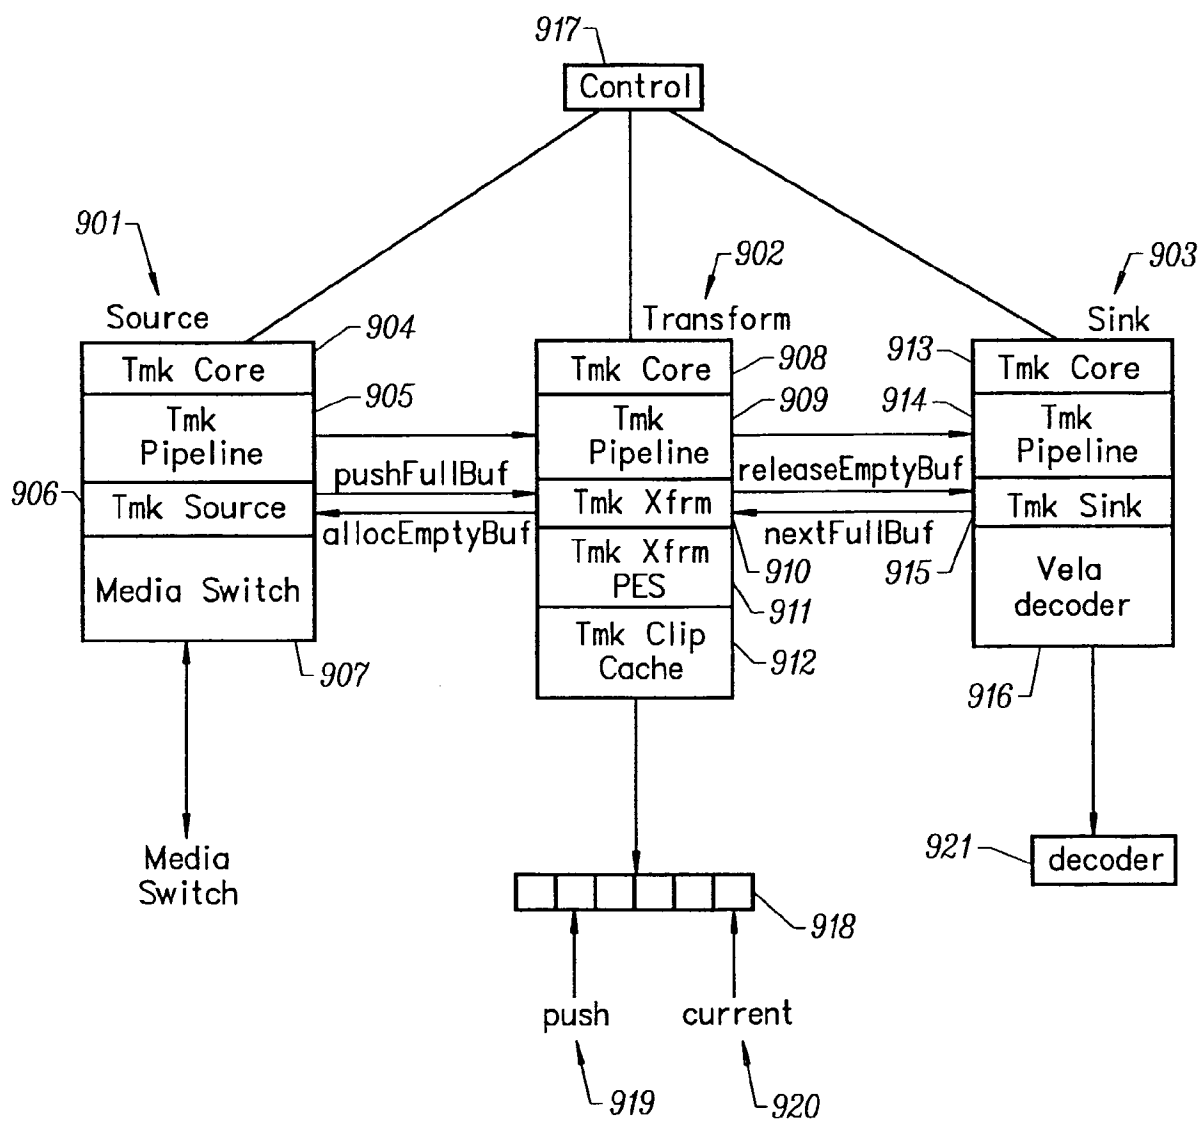 917
Control
901
902
903
Source
Transform
Sink
904
908
913
Tmk Core
Tmk Core
Tmk Core
905
909
914
Tmk
Pipeline
Tmk
Pipeline
Tmk
Pipeline
pushFullBuf
releaseEmptyBuf
906
Tmk Source
Tmk Xfrm
Tmk Sink
allocEmptyBuf
nextFullBuf
910
915
Media Switch
Tmk Xfrm
PES
911
Vela
decoder
907
Tmk Clip
Cache
912
916
Media
Switch
921
decoder
918
push
current
919
920